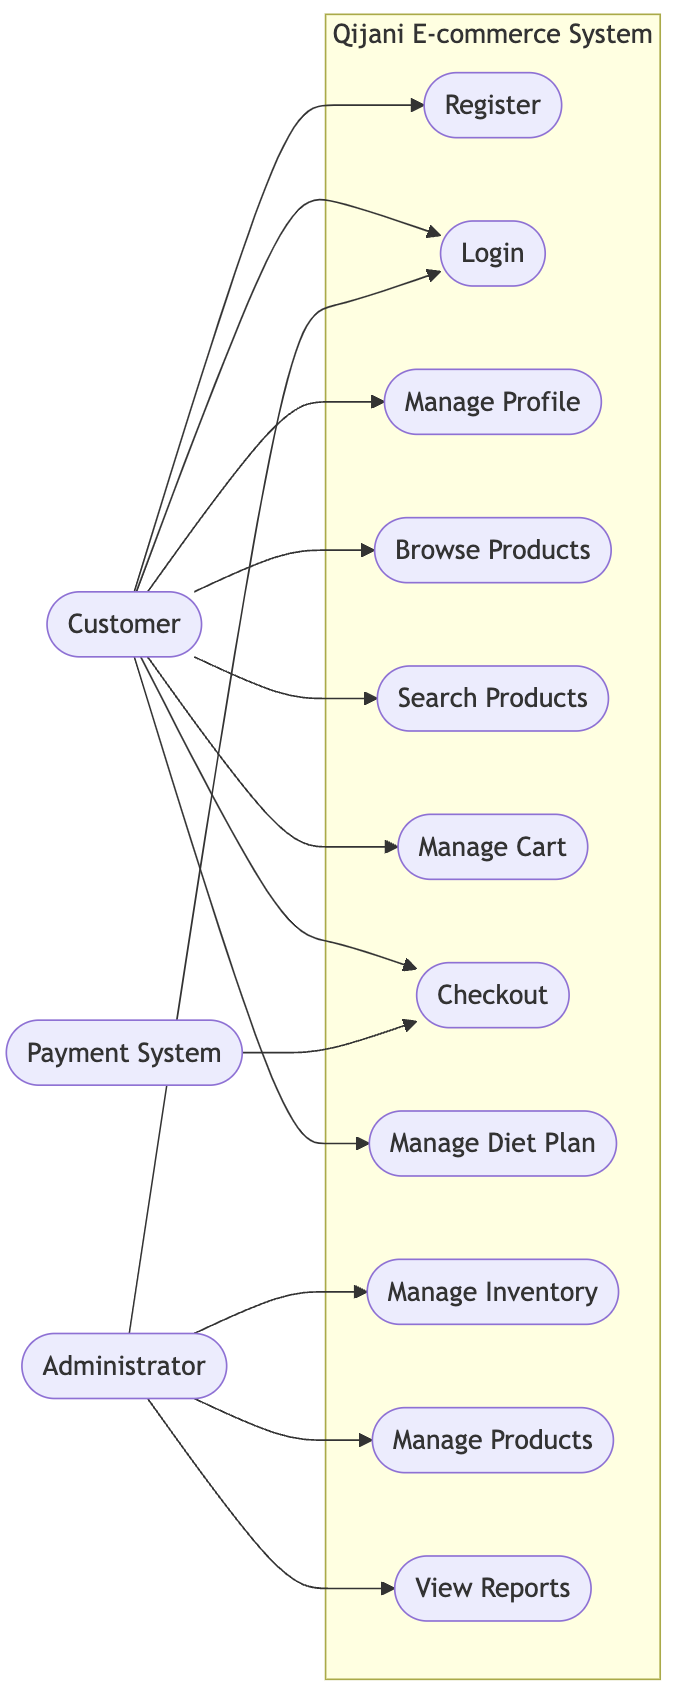 Qijani E-commerce System
Register
Login
Manage Profile
Browse Products
Customer
Search Products
Manage Cart
Checkout
Payment System
Manage Diet Plan
Manage Inventory
Administrator
Manage Products
View Reports